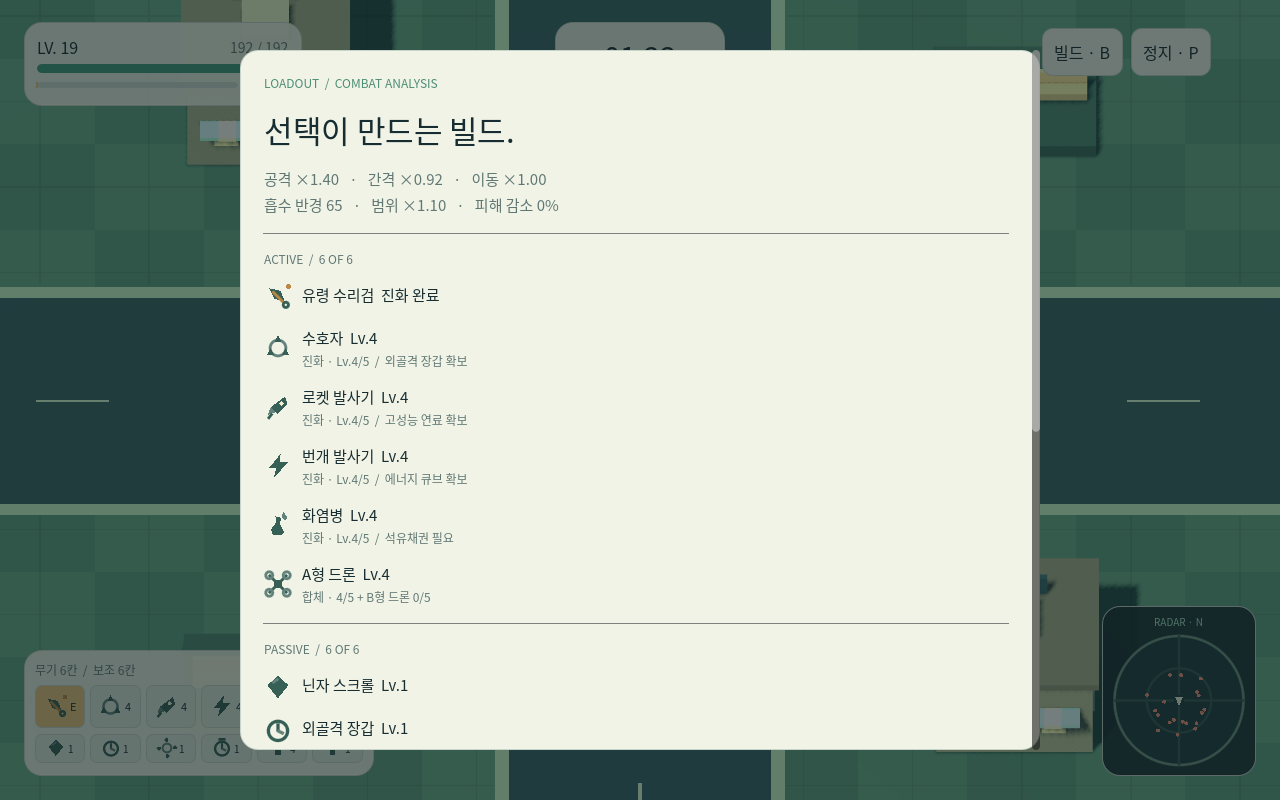 LV. 19
192 / 192
빌드 · B
정지 · P
LOADOUT / COMBAT ANALYSIS
선택이 만드는 빌드.
공격 ×1.40 · 간격 ×0.92 · 이동 ×1.00
흡수 반경 65 · 범위 ×1.10 · 피해 감소 0%
ACTIVE / 6 OF 6
유령 수리검 진화 완료
수호자 Lv.4
진화 · Lv.4/5 / 외골격 장갑 확보
로켓 발사기 Lv.4
진화 · Lv.4/5 / 고성능 연료 확보
번개 발사기 Lv.4
진화 · Lv.4/5 / 에너지 큐브 확보
화염병 Lv.4
진화 · Lv.4/5 / 석유채권 필요
A형 드론 Lv.4
합체 · 4/5 + B형 드론 0/5
PASSIVE / 6 OF 6
닌자 스크롤 Lv.1
외골격 장갑 Lv.1
무기 6칸 / 보조 6칸
E 4 4 4
1 1 1 1
RADAR · N